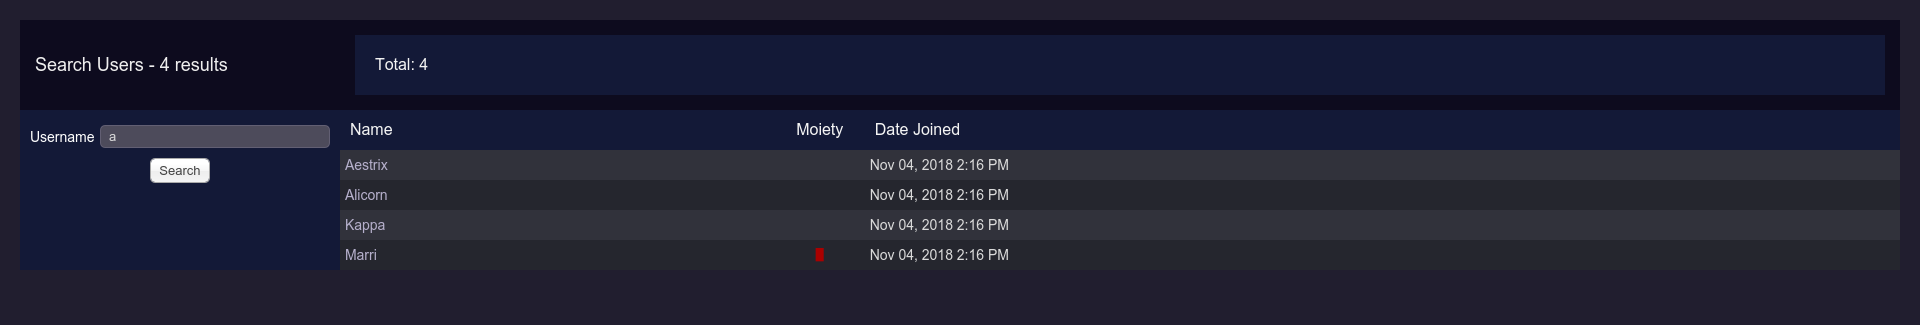 Search Users - 4 results
Total: 4
Username a
Search
Name Moiety Date Joined
Aestrix Nov 04, 2018 2:16 PM
Alicorn Nov 04, 2018 2:16 PM
Kappa Nov 04, 2018 2:16 PM
Marri Nov 04, 2018 2:16 PM